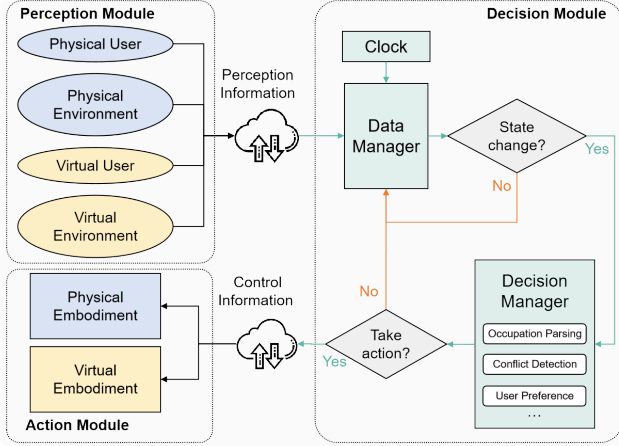 Perception Module
Physical User
Physical
Environment
Virtual User
Virtual
Environment
Perception
Information
Decision Module
Clock
Data
Manager
State
change?
Yes
No
Decision
Manager
Occupation Parsing
Conflict Detection
User Preference
...
Take
action?
No
Yes
Control
Information
Physical
Embodiment
Virtual
Embodiment
Action Module